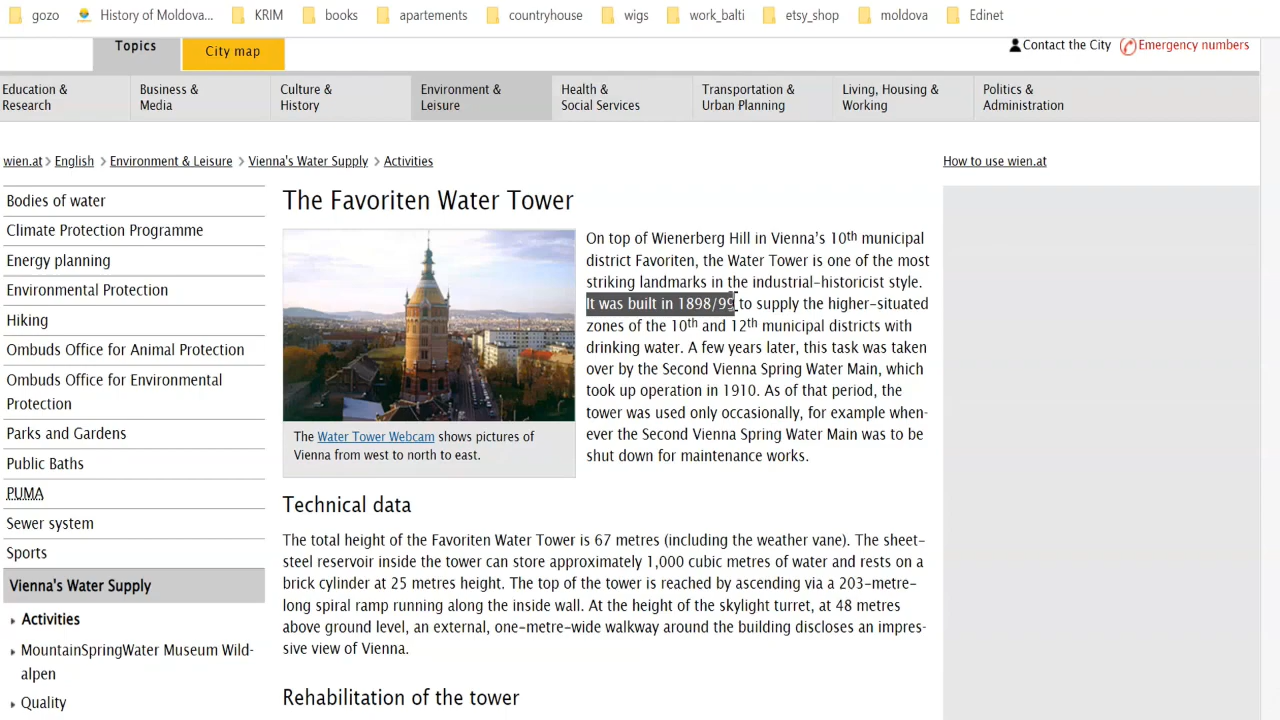 gozo
History of Moldova...
KRIM
books
apartements
countryhouse
wigs
work_balti
etsy_shop
moldova
Edinet
Topics
City map
Contact the City
Emergency numbers
Education &
Research
Business &
Media
Culture &
History
Environment &
Leisure
Health &
Social Services
Transportation &
Urban Planning
Living, Housing &
Working
Politics &
Administration
wien.at > English > Environment & Leisure > Vienna's Water Supply > Activities
How to use wien.at
Bodies of water
Climate Protection Programme
Energy planning
Environmental Protection
Hiking
Ombuds Office for Animal Protection
Ombuds Office for Environmental
Protection
Parks and Gardens
Public Baths
PUMA
Sewer system
Sports
Vienna's Water Supply
Activities
MountainSpringWater Museum Wild-
alpen
Quality
The Favoriten Water Tower
On top of Wienerberg Hill in Vienna's 10th municipal
district Favoriten, the Water Tower is one of the most
striking landmarks in the industrial-historicist style.
It was built in 1898/99 to supply the higher-situated
zones of the 10th and 12th municipal districts with
drinking water. A few years later, this task was taken
over by the Second Vienna Spring Water Main, which
took up operation in 1910. As of that period, the
tower was used only occasionally, for example when-
ever the Second Vienna Spring Water Main was to be
shut down for maintenance works.
The Water Tower Webcam shows pictures of
Vienna from west to north to east.
Technical data
The total height of the Favoriten Water Tower is 67 metres (including the weather vane). The sheet-
steel reservoir inside the tower can store approximately 1,000 cubic metres of water and rests on a
brick cylinder at 25 metres height. The top of the tower is reached by ascending via a 203-metre-
long spiral ramp running along the inside wall. At the height of the skylight turret, at 48 metres
above ground level, an external, one-metre-wide walkway around the building discloses an impres-
sive view of Vienna.
Rehabilitation of the tower